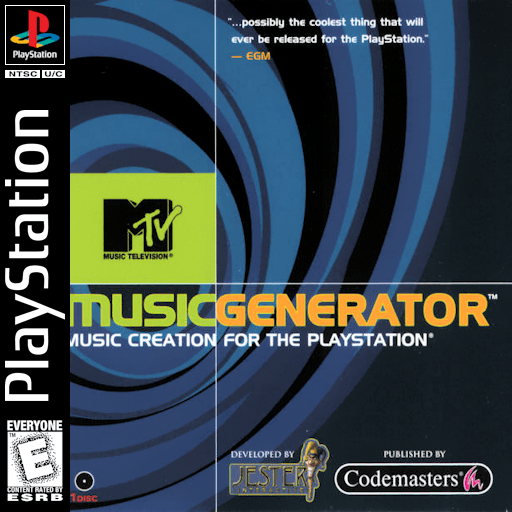 PlayStation
NTSC U/C
PlayStation
"...possibly the coolest thing that will
ever be released for the PlayStation."
— EGM
MTV
MUSIC TELEVISION®
MUSICGENERATOR™
MUSIC CREATION FOR THE PLAYSTATION®
EVERYONE
E™
CONTENT RATED BY
ESRB
1 DISC
DEVELOPED BY
JESTER
PUBLISHED BY
Codemasters®